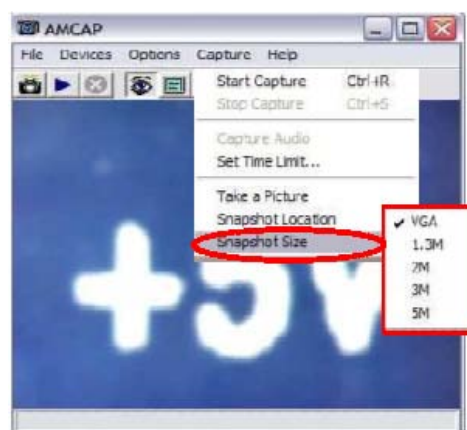 AMCAP
File Devices Options Capture Help
Start Capture Ctrl+R
Stop Capture Ctrl+S
Capture Audio
Set Time Limit...
Take a Picture
Snapshot Location
Snapshot Size
VGA
1.3M
2M
3M
5M
+5V